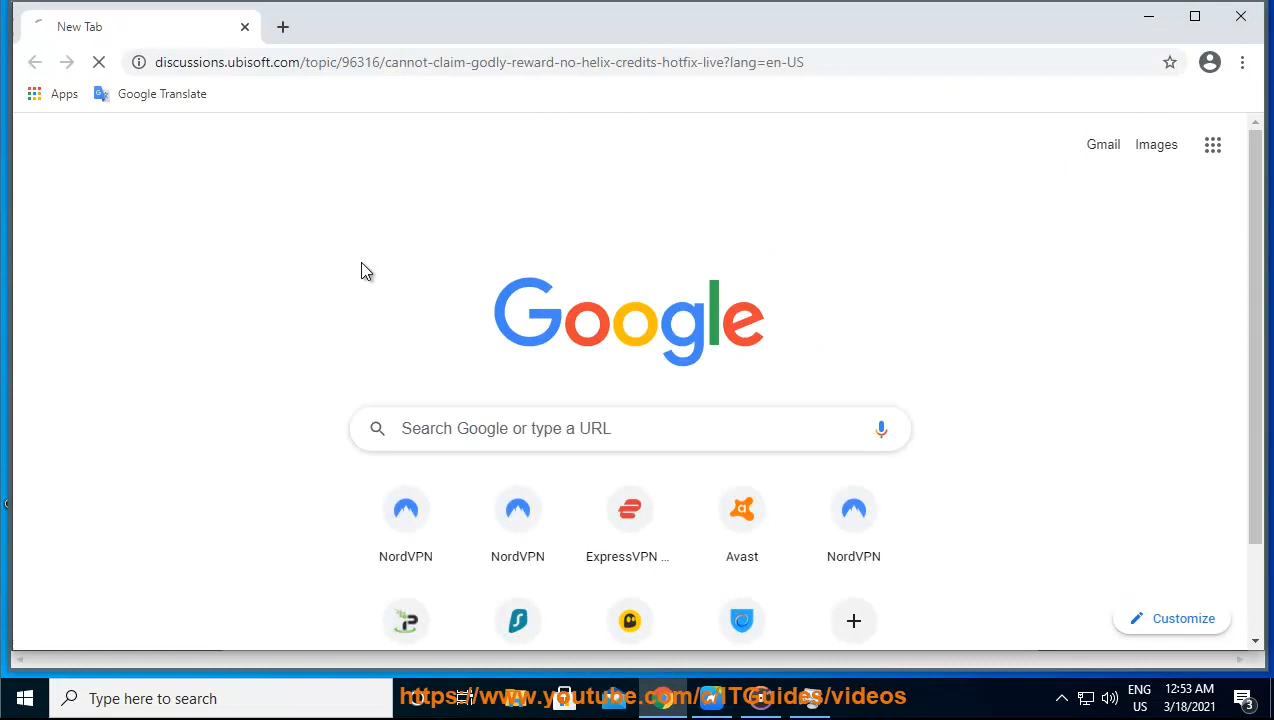 New Tab
discussions.ubisoft.com/topic/96316/cannot-claim-godly-reward-no-helix-credits-hotfix-live?lang=en-US
Apps Google Translate
Gmail Images
Google
Search Google or type a URL
NordVPN NordVPN ExpressVPN ... Avast NordVPN
Customize
Type here to search
https://www.youtube.com/c/ITGuides/videos
ENG 12:53 AM
US 3/18/2021 3